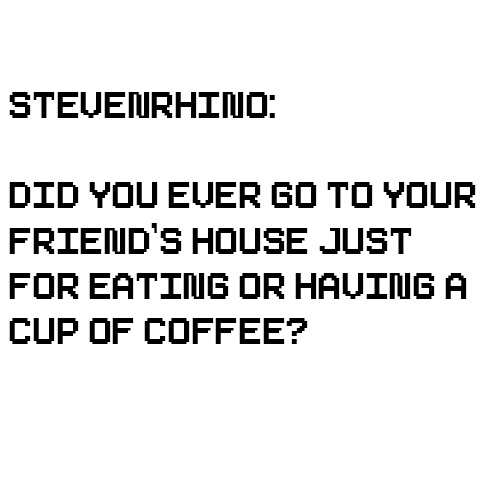 STEVENRHINO:
DID YOU EVER GO TO YOUR
FRIEND'S HOUSE JUST
FOR EATING OR HAVING A
CUP OF COFFEE?